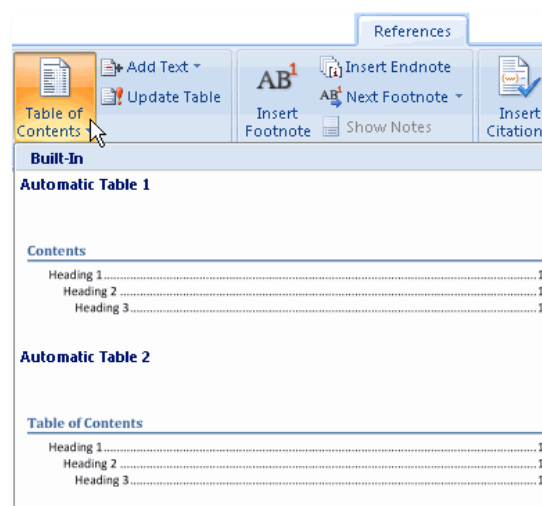 References
Add Text
Update Table
Table of
Contents
AB1
Insert
Footnote
Insert Endnote
AB1 Next Footnote
Show Notes
Insert
Citation
Built-In
Automatic Table 1
Contents
Heading 1........................................1
Heading 2........................................1
Heading 3........................................1
Automatic Table 2
Table of Contents
Heading 1........................................1
Heading 2........................................1
Heading 3........................................1